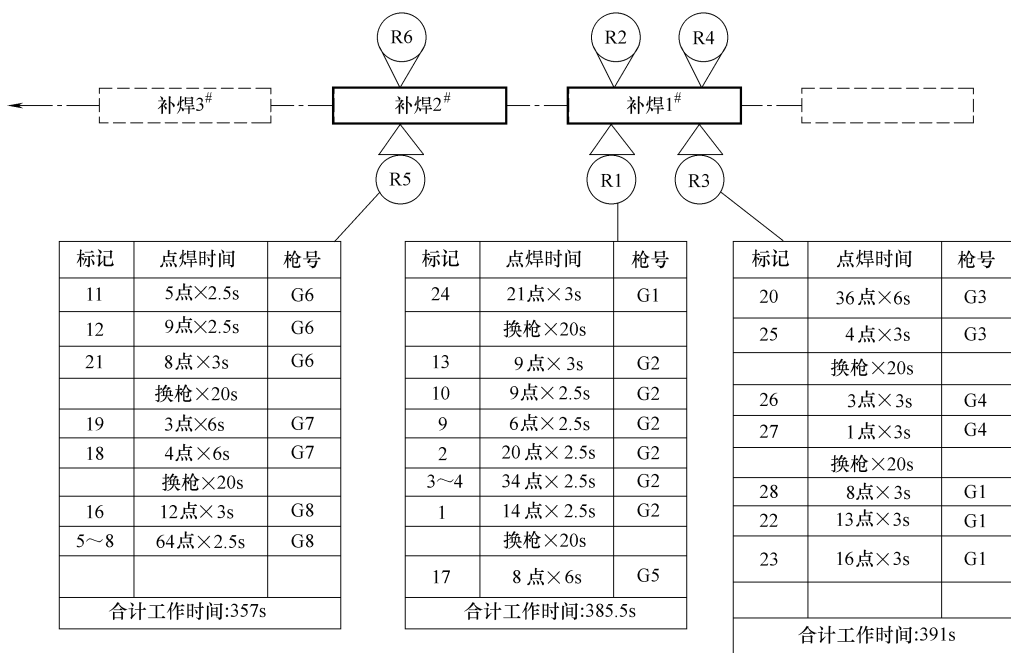 R6 R2 R4
补焊3# 补焊2# 补焊1#
R5 R1 R3
标记 点焊时间 枪号
11 5点×2.5s G6
12 9点×2.5s G6
21 8点×3s G6
换枪×20s
19 3点×6s G7
18 4点×6s G7
换枪×20s
16 12点×3s G8
5~8 64点×2.5s G8
合计工作时间:357s
标记 点焊时间 枪号
24 21点×3s G1
换枪×20s
13 9点×3s G2
10 9点×2.5s G2
9 6点×2.5s G2
2 20点×2.5s G2
3~4 34点×2.5s G2
1 14点×2.5s G2
换枪×20s
17 8点×6s G5
合计工作时间:385.5s
标记 点焊时间 枪号
20 36点×6s G3
25 4点×3s G3
换枪×20s
26 3点×3s G4
27 1点×3s G4
换枪×20s
28 8点×3s G1
22 13点×3s G1
23 16点×3s G1
合计工作时间:391s